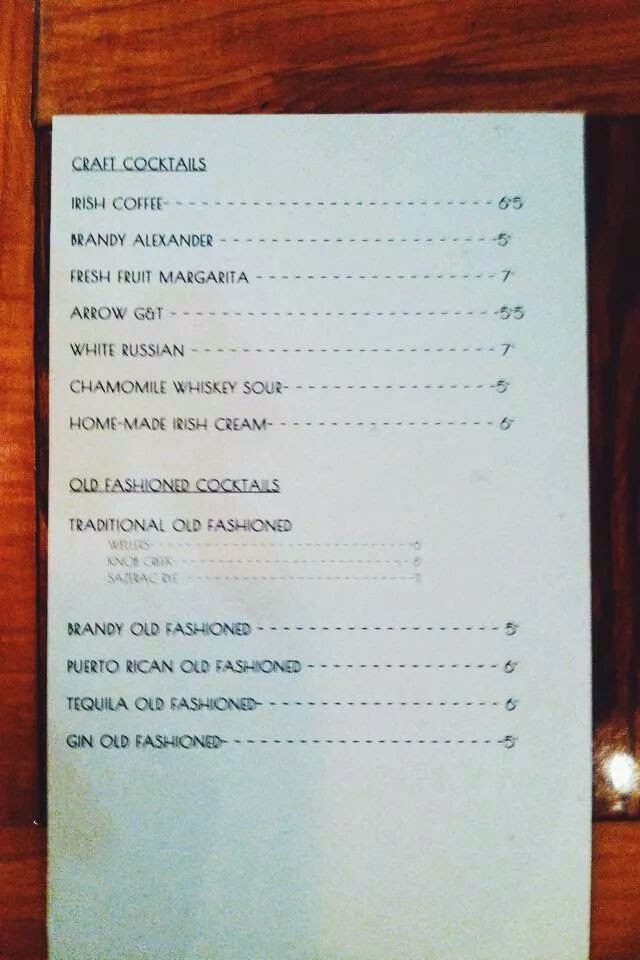 CRAFT COCKTAILS
IRISH COFFEE - - - - - - - - - - - - - - - - - - - - - - - - - - - - 6.5
BRANDY ALEXANDER - - - - - - - - - - - - - - - - - - - - - - - - 5
FRESH FRUIT MARGARITA - - - - - - - - - - - - - - - - - - - - - 7
ARROW G&T - - - - - - - - - - - - - - - - - - - - - - - - - - - - 5.5
WHITE RUSSIAN - - - - - - - - - - - - - - - - - - - - - - - - - - 7
CHAMOMILE WHISKEY SOUR - - - - - - - - - - - - - - - - - - 5
HOME-MADE IRISH CREAM - - - - - - - - - - - - - - - - - - - 6
OLD FASHIONED COCKTAILS
TRADITIONAL OLD FASHIONED
WELLERS - - - - - - - - - - - - - - - - - - - - - - - -
KNOB CREEK - - - - - - - - - - - - - - - - - - - - - -
SAZERAC RYE - - - - - - - - - - - - - - - - - - - - -
BRANDY OLD FASHIONED - - - - - - - - - - - - - - - - - - - - 5
PUERTO RICAN OLD FASHIONED - - - - - - - - - - - - - - - - 6
TEQUILA OLD FASHIONED - - - - - - - - - - - - - - - - - - - - 6
GIN OLD FASHIONED - - - - - - - - - - - - - - - - - - - - - - - 5